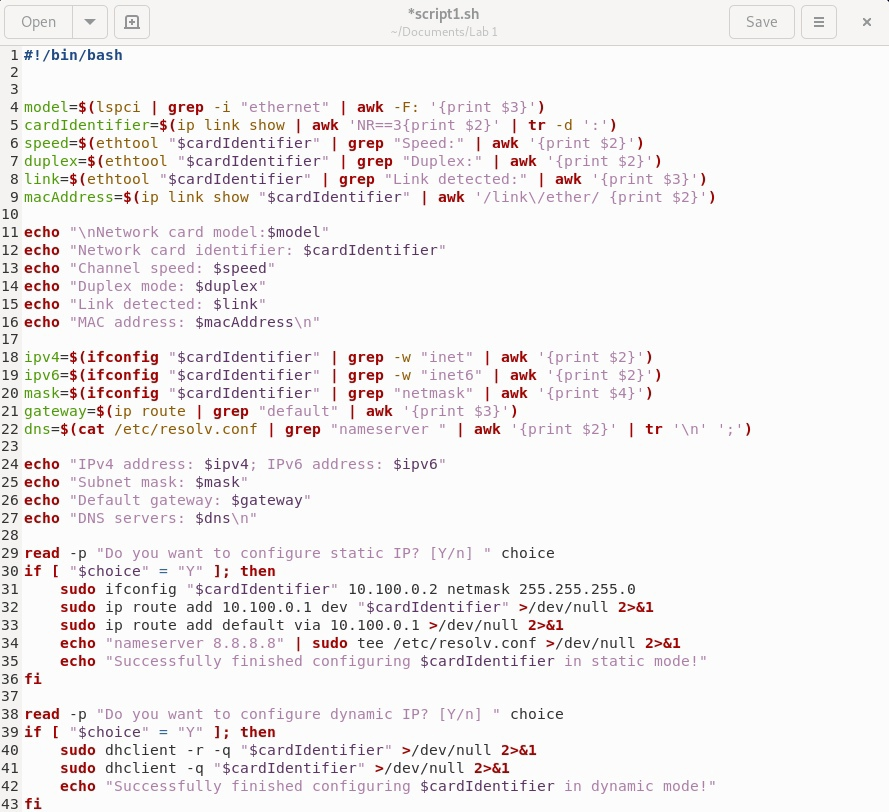 Open
*script1.sh
~/Documents/Lab 1
Save
1 #!/bin/bash
2
3
4 model=$(lspci | grep -i "ethernet" | awk -F: '{print $3}')
5 cardIdentifier=$(ip link show | awk 'NR==3{print $2}' | tr -d ':')
6 speed=$(ethtool "$cardIdentifier" | grep "Speed:" | awk '{print $2}')
7 duplex=$(ethtool "$cardIdentifier" | grep "Duplex:" | awk '{print $2}')
8 link=$(ethtool "$cardIdentifier" | grep "Link detected:" | awk '{print $3}')
9 macAddress=$(ip link show "$cardIdentifier" | awk '/link\/ether/ {print $2}')
10
11 echo "\nNetwork card model:$model"
12 echo "Network card identifier: $cardIdentifier"
13 echo "Channel speed: $speed"
14 echo "Duplex mode: $duplex"
15 echo "Link detected: $link"
16 echo "MAC address: $macAddress\n"
17
18 ipv4=$(ifconfig "$cardIdentifier" | grep -w "inet" | awk '{print $2}')
19 ipv6=$(ifconfig "$cardIdentifier" | grep -w "inet6" | awk '{print $2}')
20 mask=$(ifconfig "$cardIdentifier" | grep "netmask" | awk '{print $4}')
21 gateway=$(ip route | grep "default" | awk '{print $3}')
22 dns=$(cat /etc/resolv.conf | grep "nameserver " | awk '{print $2}' | tr '\n' ';')
23
24 echo "IPv4 address: $ipv4; IPv6 address: $ipv6"
25 echo "Subnet mask: $mask"
26 echo "Default gateway: $gateway"
27 echo "DNS servers: $dns\n"
28
29 read -p "Do you want to configure static IP? [Y/n] " choice
30 if [ "$choice" = "Y" ]; then
31     sudo ifconfig "$cardIdentifier" 10.100.0.2 netmask 255.255.255.0
32     sudo ip route add 10.100.0.1 dev "$cardIdentifier" >/dev/null 2>&1
33     sudo ip route add default via 10.100.0.1 >/dev/null 2>&1
34     echo "nameserver 8.8.8.8" | sudo tee /etc/resolv.conf >/dev/null 2>&1
35     echo "Successfully finished configuring $cardIdentifier in static mode!"
36 fi
37
38 read -p "Do you want to configure dynamic IP? [Y/n] " choice
39 if [ "$choice" = "Y" ]; then
40     sudo dhclient -r -q "$cardIdentifier" >/dev/null 2>&1
41     sudo dhclient -q "$cardIdentifier" >/dev/null 2>&1
42     echo "Successfully finished configuring $cardIdentifier in dynamic mode!"
43 fi